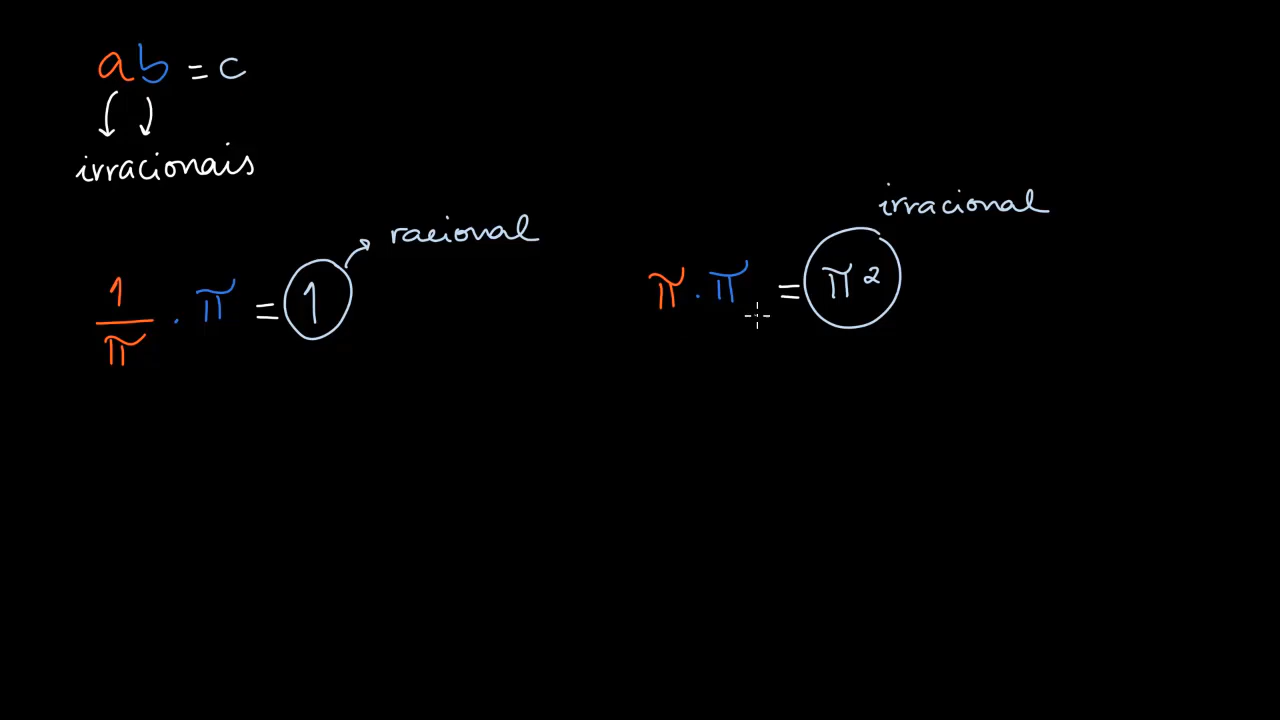 ab = c
irracionais
1/π · π = 1
racional
π · π = π²
irracional